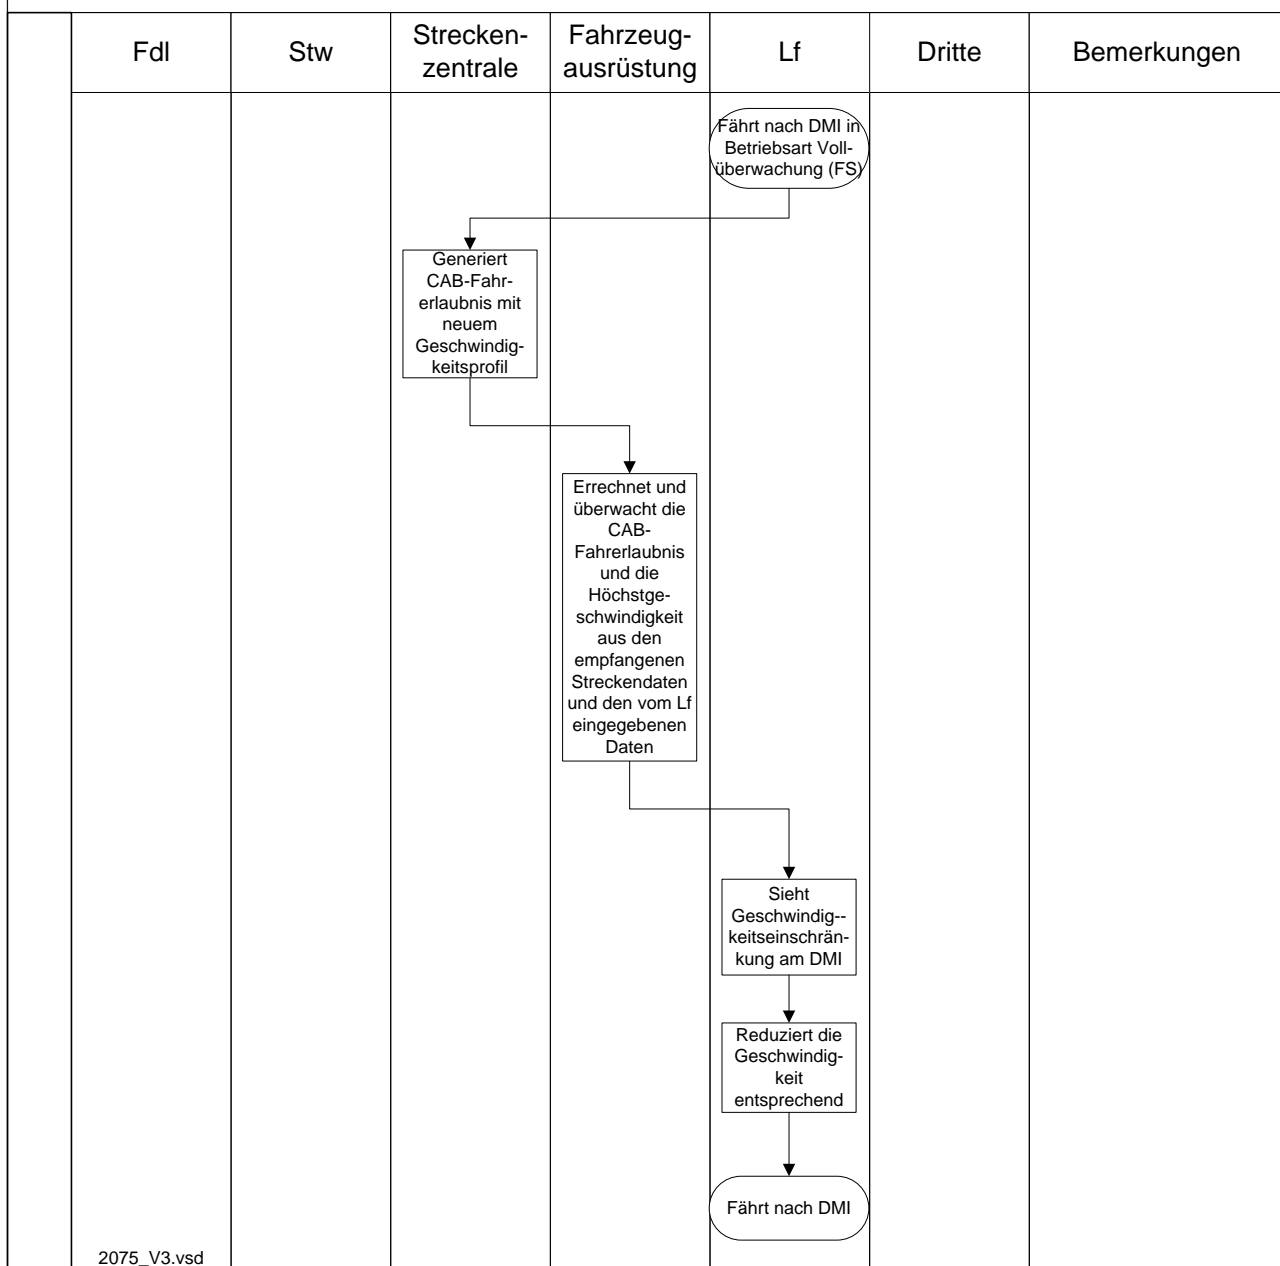 Fdl
Stw
Strecken-
zentrale
Fahrzeug-
ausrüstung
Lf
Dritte
Bemerkungen
Fährt nach DMI in
Betriebsart Voll-
überwachung (FS)
Generiert
CAB-Fahr-
erlaubnis mit
neuem
Geschwindig-
keitsprofil
Errechnet und
überwacht die
CAB-
Fahrerlaubnis
und die
Höchstge-
schwindigkeit
aus den
empfangenen
Streckendaten
und den vom Lf
eingegebenen
Daten
Sieht
Geschwindig--
keitseinschrän-
kung am DMI
Reduziert die
Geschwindig-
keit
entsprechend
Fährt nach DMI
2075_V3.vsd